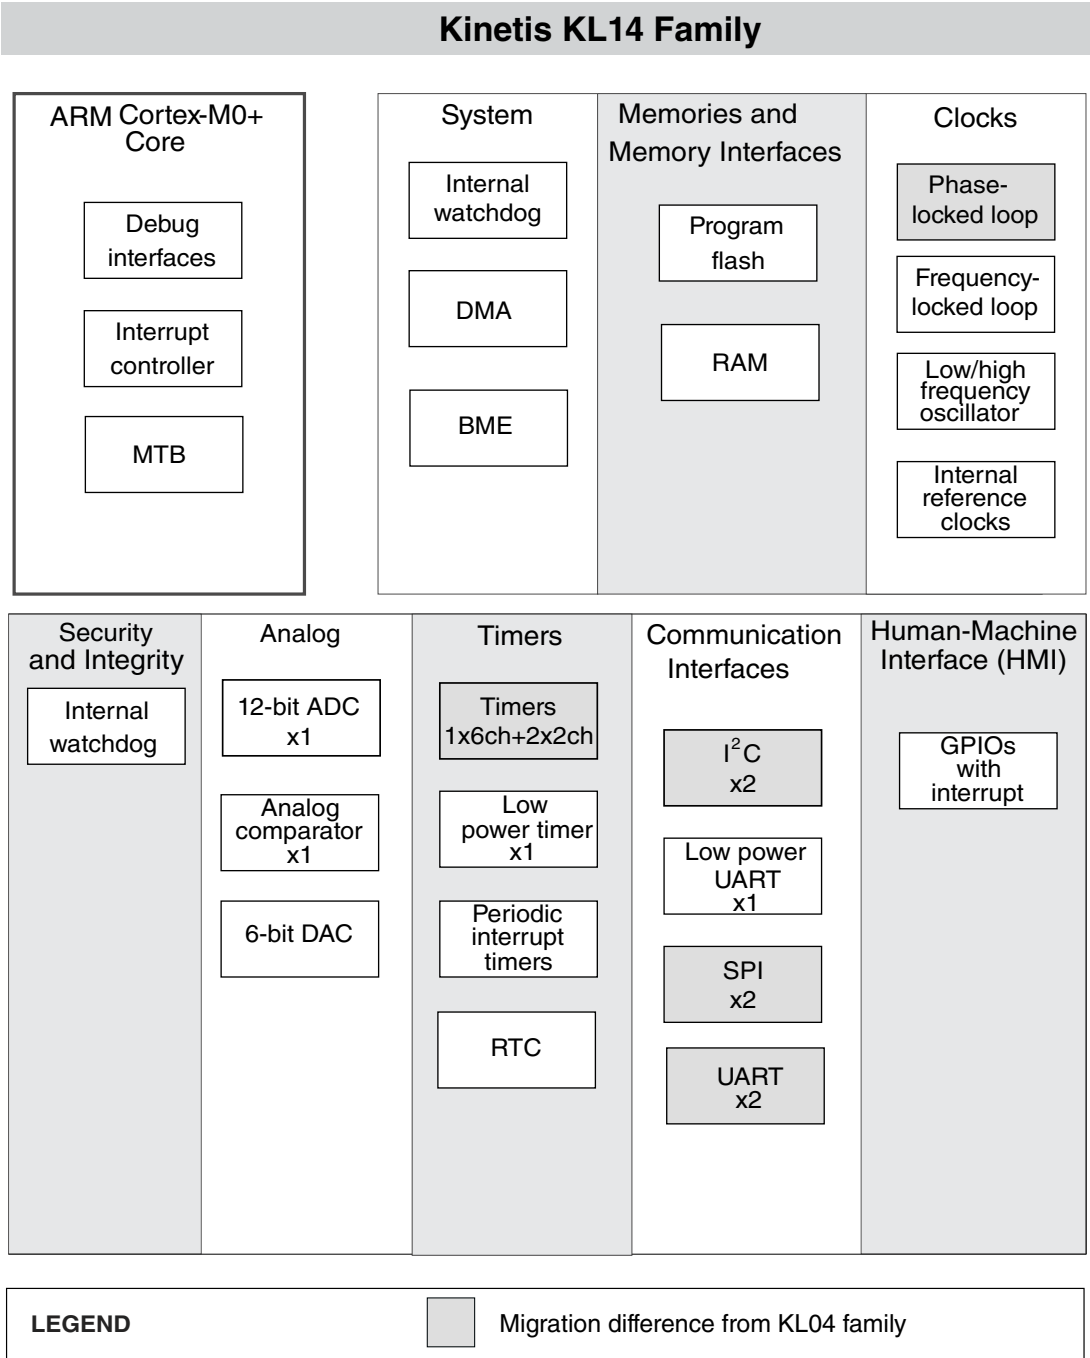 Kinetis KL14 Family
ARM Cortex-M0+
Core
Debug
interfaces
Interrupt
controller
MTB
System
Internal
watchdog
DMA
BME
Memories and
Memory Interfaces
Program
flash
RAM
Clocks
Phase-
locked loop
Frequency-
locked loop
Low/high
frequency
oscillator
Internal
reference
clocks
Security
and Integrity
Internal
watchdog
Analog
12-bit ADC
x1
Analog
comparator
x1
6-bit DAC
Timers
Timers
1x6ch+2x2ch
Low
power timer
x1
Periodic
interrupt
timers
RTC
Communication
Interfaces
I²C
x2
Low power
UART
x1
SPI
x2
UART
x2
Human-Machine
Interface (HMI)
GPIOs
with
interrupt
LEGEND
Migration difference from KL04 family